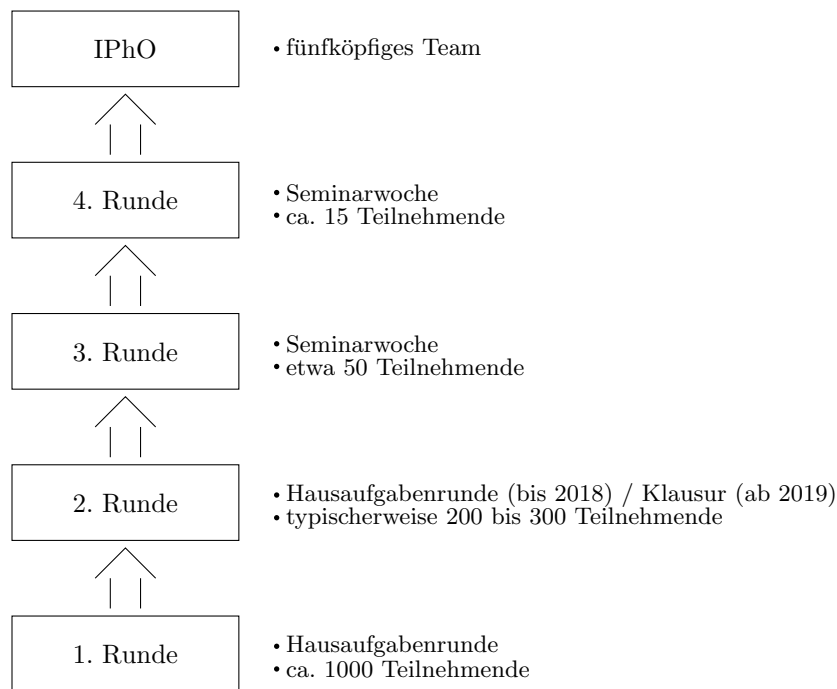 IPhO
• fünfköpfiges Team
4. Runde
• Seminarwoche
• ca. 15 Teilnehmende
3. Runde
• Seminarwoche
• etwa 50 Teilnehmende
2. Runde
• Hausaufgabenrunde (bis 2018) / Klausur (ab 2019)
• typischerweise 200 bis 300 Teilnehmende
1. Runde
• Hausaufgabenrunde
• ca. 1000 Teilnehmende